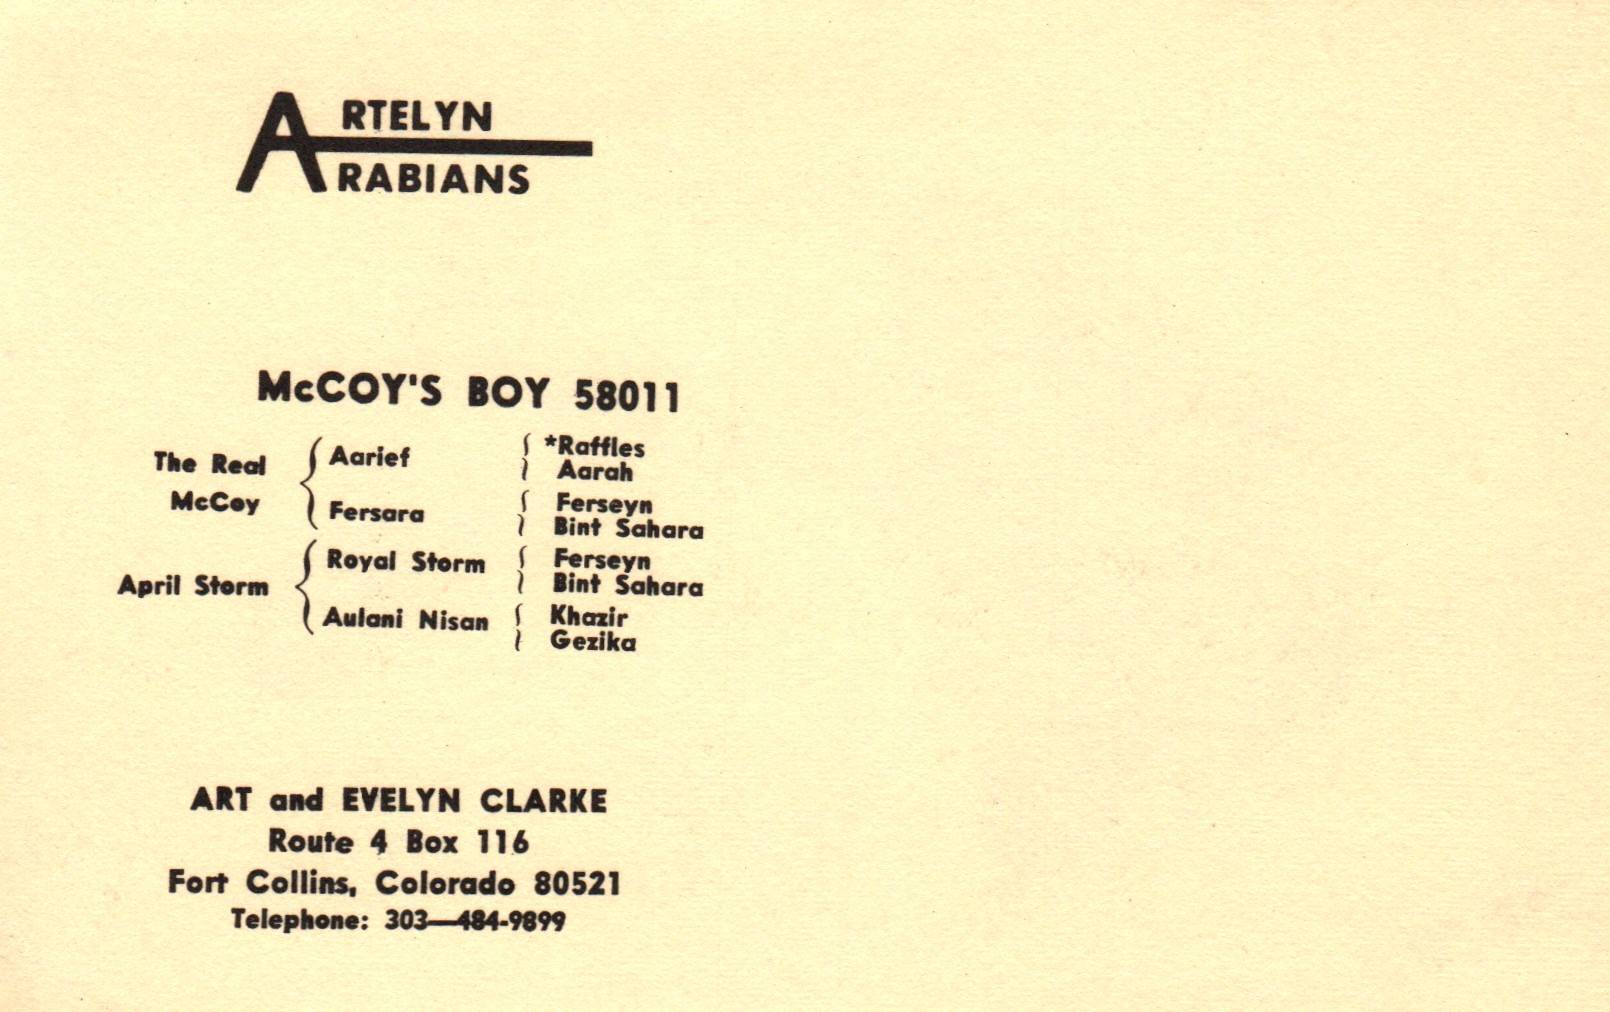 ARTELYN
ARABIANS
McCOY'S BOY 58011
*Raffles
Aarief
Aarah
The Real
McCoy
Ferseyn
Fersara
Bint Sahara
Ferseyn
Royal Storm
Bint Sahara
April Storm
Khazir
Aulani Nisan
Gezika
ART and EVELYN CLARKE
Route 4 Box 116
Fort Collins, Colorado 80521
Telephone: 303—484-9899